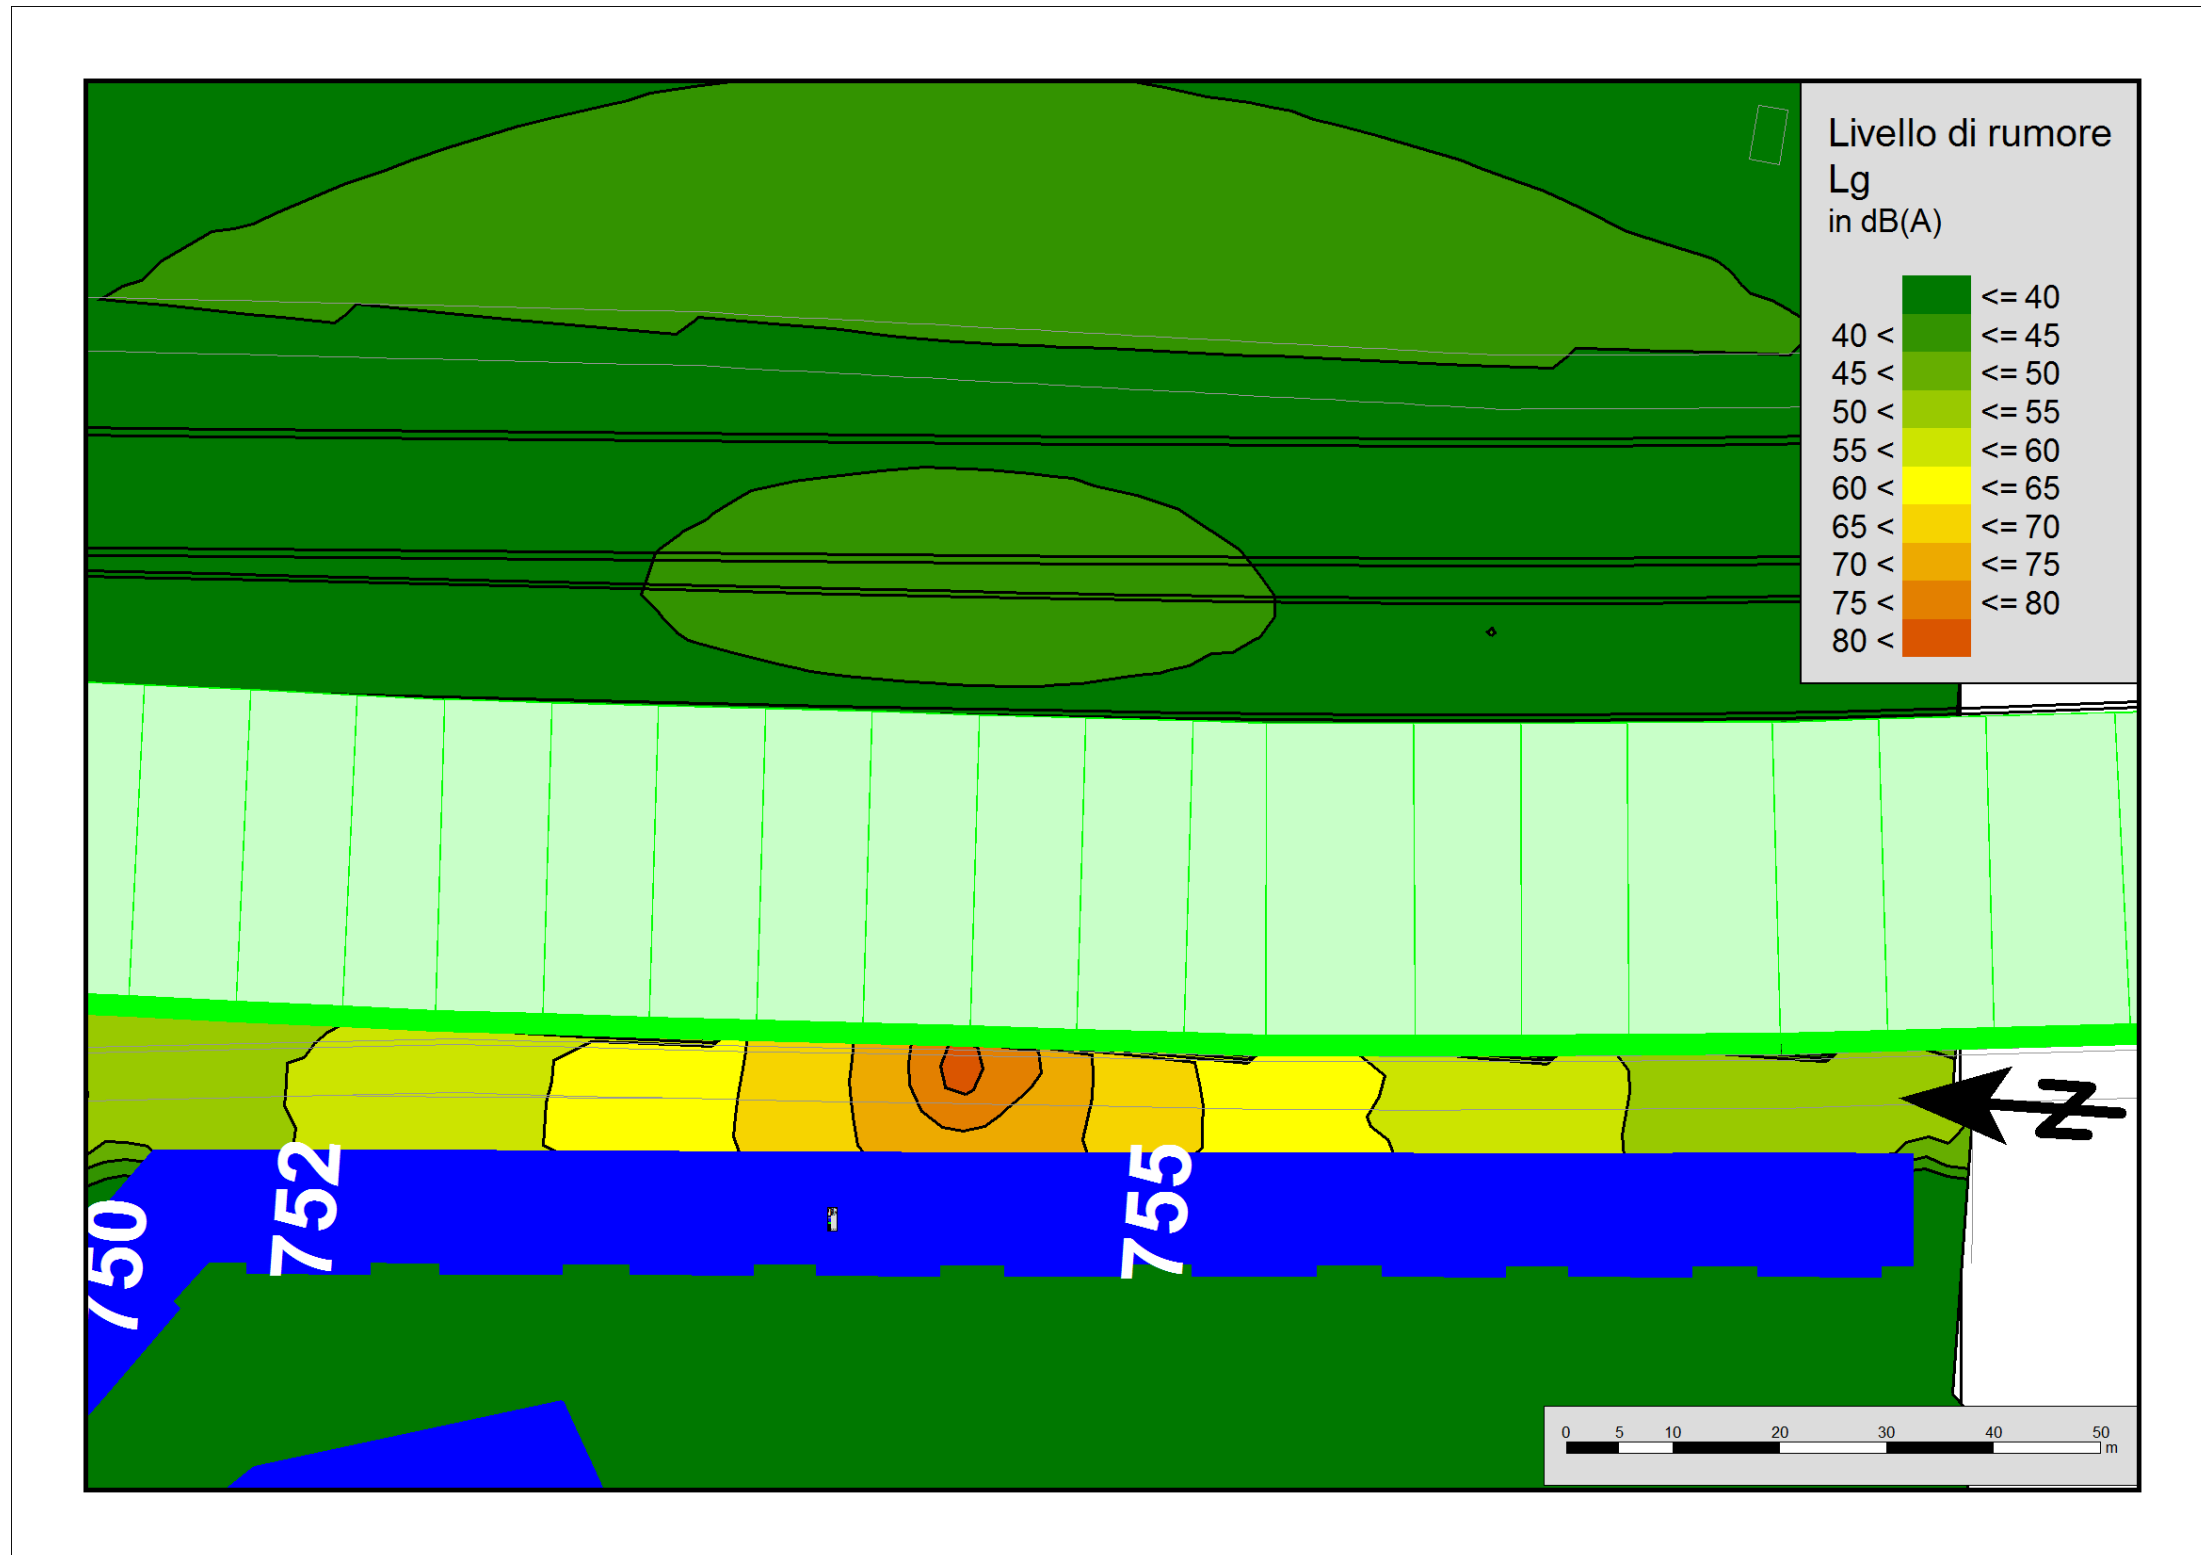 Livello di rumore
Lg
in dB(A)
<= 40
40 < <= 45
45 < <= 50
50 < <= 55
55 < <= 60
60 < <= 65
65 < <= 70
70 < <= 75
75 < <= 80
80 <
750
752
755
N
0 5 10 20 30 40 50
m